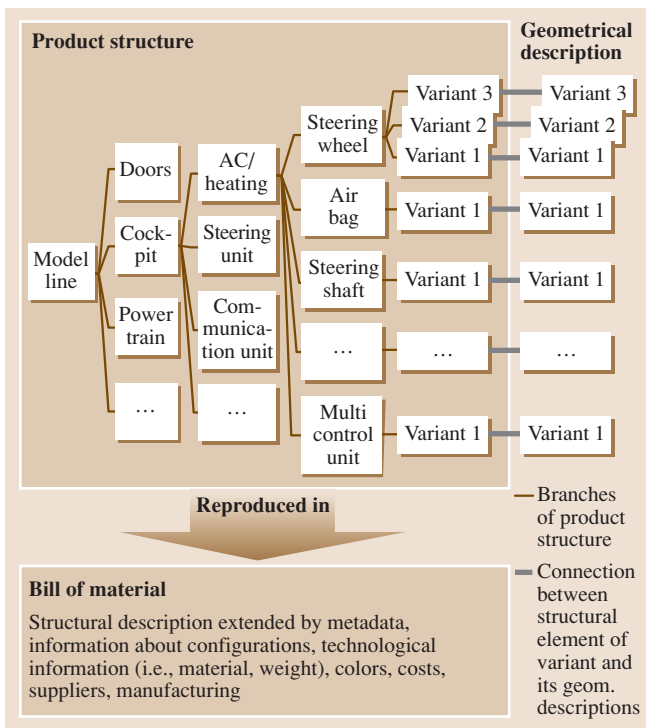 Product structure
Geometrical
description
Model
line
Doors
Cock-
pit
Power
train
…
AC/
heating
Steering
unit
Com-
munica-
tion unit
…
Steering
wheel
Air
bag
Steering
shaft
…
Multi
control
unit
Variant 3
Variant 2
Variant 1
Variant 1
Variant 1
…
Variant 1
Variant 3
Variant 2
Variant 1
Variant 1
Variant 1
…
Variant 1
Reproduced in
Bill of material
Structural description extended by metadata,
information about configurations, technological
information (i.e., material, weight), colors, costs,
suppliers, manufacturing
Branches
of product
structure
Connection
between
structural
element of
variant and
its geom.
descriptions